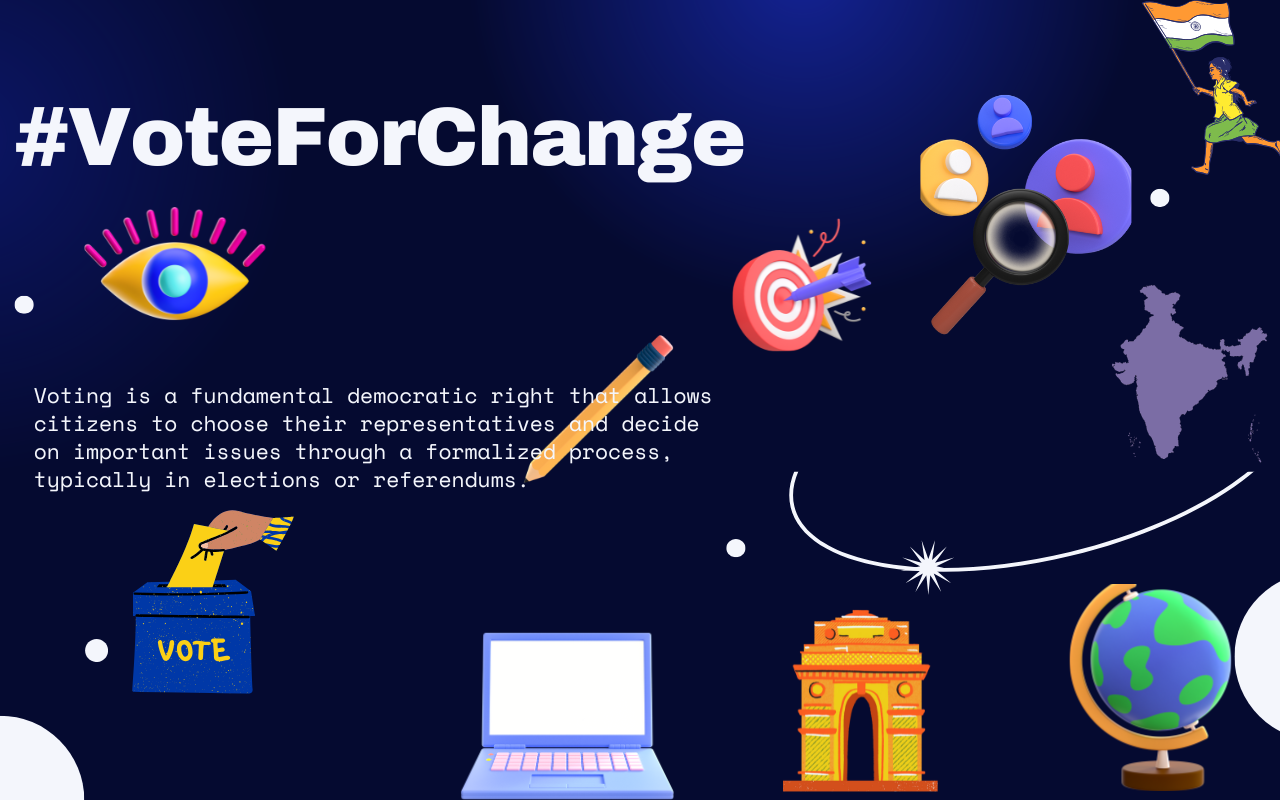 #VoteForChange
Voting is a fundamental democratic right that allows
citizens to choose their representatives and decide
on important issues through a formalized process,
typically in elections or referendums.
VOTE